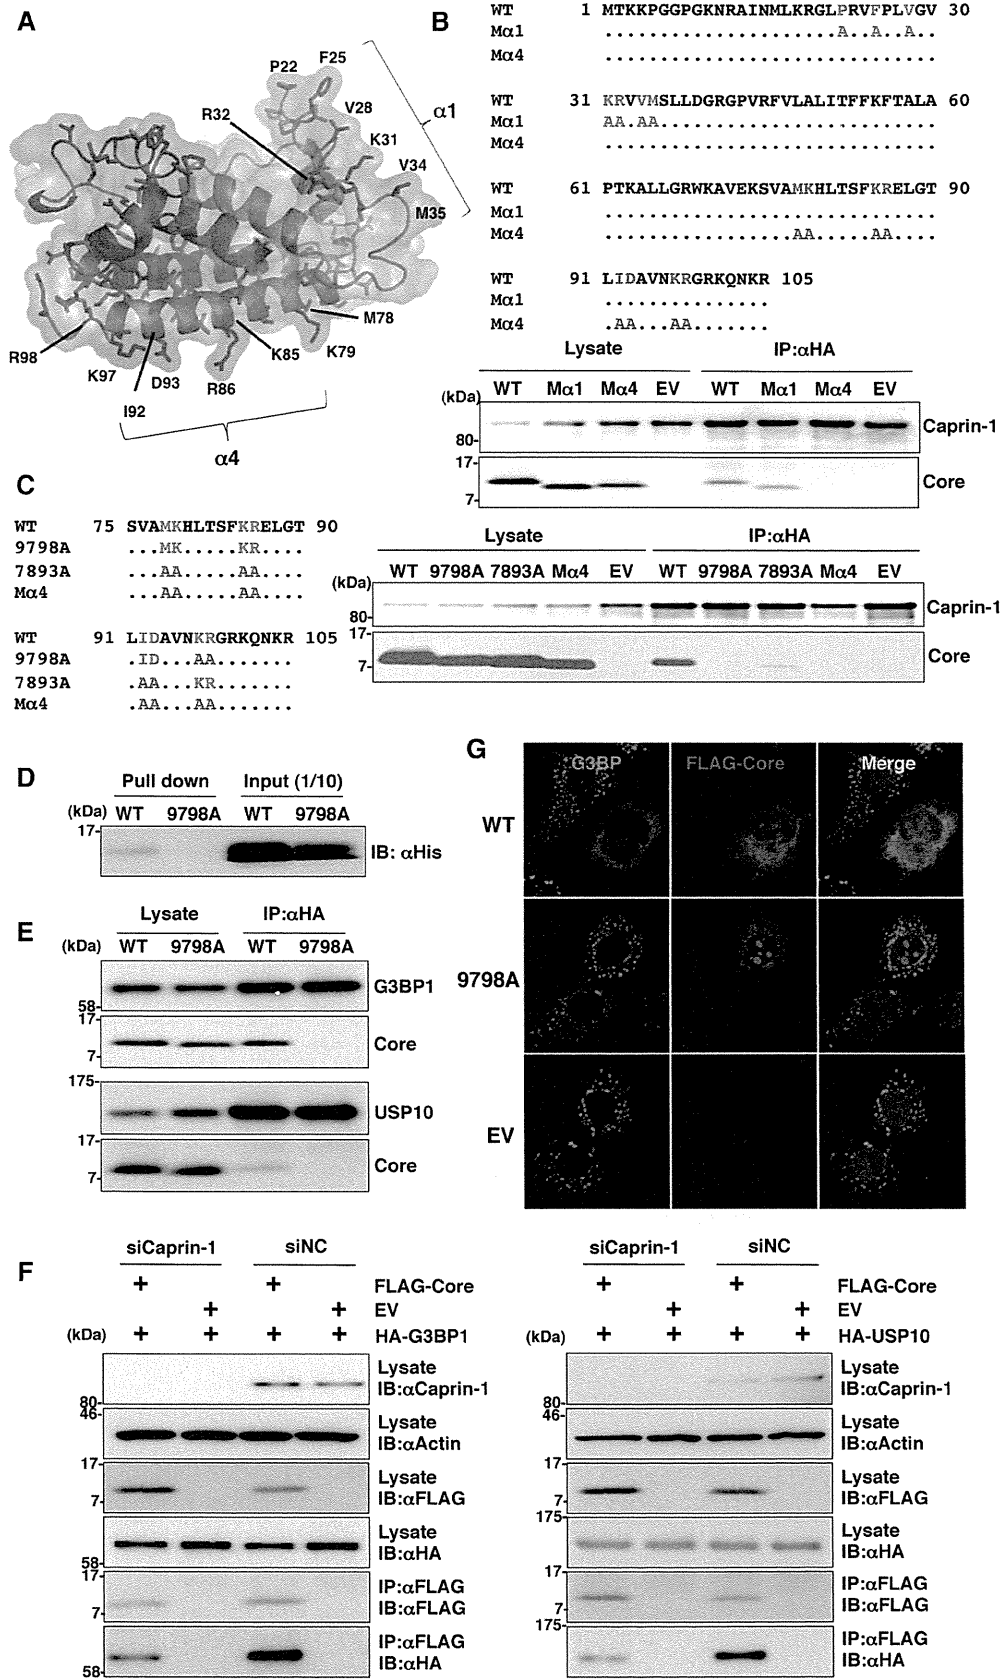 A
P22
F25
V28
R32
K31
V34
M35
α1
M78
K79
K85
R86
D93
I92
K97
R98
α4
B
WT 1 MTKKPGGPGKNRAINMLKRGLPRVFPLVGV 30
Mα1 .....................A..A..A..
Mα4 ..............................
WT 31 KRVVMSLLDGRGPVRFVLALITFFKFTALA 60
Mα1 AA.AA.........................
Mα4 ..............................
WT 61 PTKALLGRWKAVEKSVAMKHLTSFKRELGT 90
Mα1 ..............................
Mα4 .................AA.....AA....
WT 91 LIDAVNKRGRKQNKR 105
Mα1 ...............
Mα4 .AA...AA.......
Lysate IP:αHA
WT Mα1 Mα4 EV WT Mα1 Mα4 EV
(kDa)
80-
Caprin-1
17-
7-
Core
C
WT 75 SVAMKHLTSFKRELGT 90
9798A ...MK.....KR....
7893A ...AA.....AA....
Mα4 ...AA.....AA....
WT 91 LIDAVNKRGRKQNKR 105
9798A .ID...AA.......
7893A .AA...KR.......
Mα4 .AA...AA.......
Lysate IP:αHA
WT 9798A 7893A Mα4 EV WT 9798A 7893A Mα4 EV
(kDa)
80-
Caprin-1
17-
7-
Core
D
Pull down Input (1/10)
(kDa) WT 9798A WT 9798A
17-
IB: αHis
E
Lysate IP:αHA
(kDa) WT 9798A WT 9798A
G3BP1
58-
17-
Core
7-
175-
USP10
17-
Core
7-
G
G3BP FLAG-Core Merge
WT
9798A
EV
F
siCaprin-1 siNC
+ + FLAG-Core
+ + EV
(kDa) + + + + HA-G3BP1
Lysate
IB:αCaprin-1
80-
46-
Lysate
IB:αActin
17-
Lysate
7-
IB:αFLAG
Lysate
IB:αHA
58-
17-
IP:αFLAG
IB:αFLAG
7-
IP:αFLAG
IB:αHA
58-
siCaprin-1 siNC
+ + FLAG-Core
+ + EV
(kDa) + + + + HA-USP10
Lysate
IB:αCaprin-1
80-
46-
Lysate
IB:αActin
17-
Lysate
7-
IB:αFLAG
175-
Lysate
IB:αHA
17-
IP:αFLAG
IB:αFLAG
7-
175-
IP:αFLAG
IB:αHA